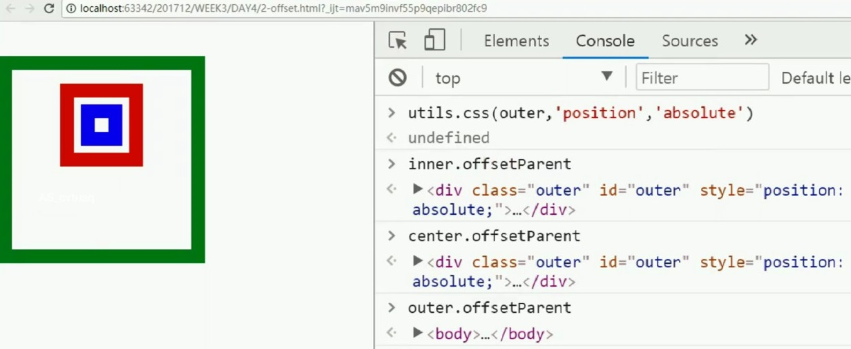 localhost:63342/201712/WEEK3/DAY4/2-offset.html?_ijt=mav5m9invf55p9qepibr802fc9
Elements Console Sources »
top ▼ Filter Default le
> utils.css(outer,'position','absolute')
undefined
> inner.offsetParent
▶<div class="outer" id="outer" style="position:
absolute;">…</div>
> center.offsetParent
▶<div class="outer" id="outer" style="position:
absolute;">…</div>
> outer.offsetParent
▶<body>…</body>